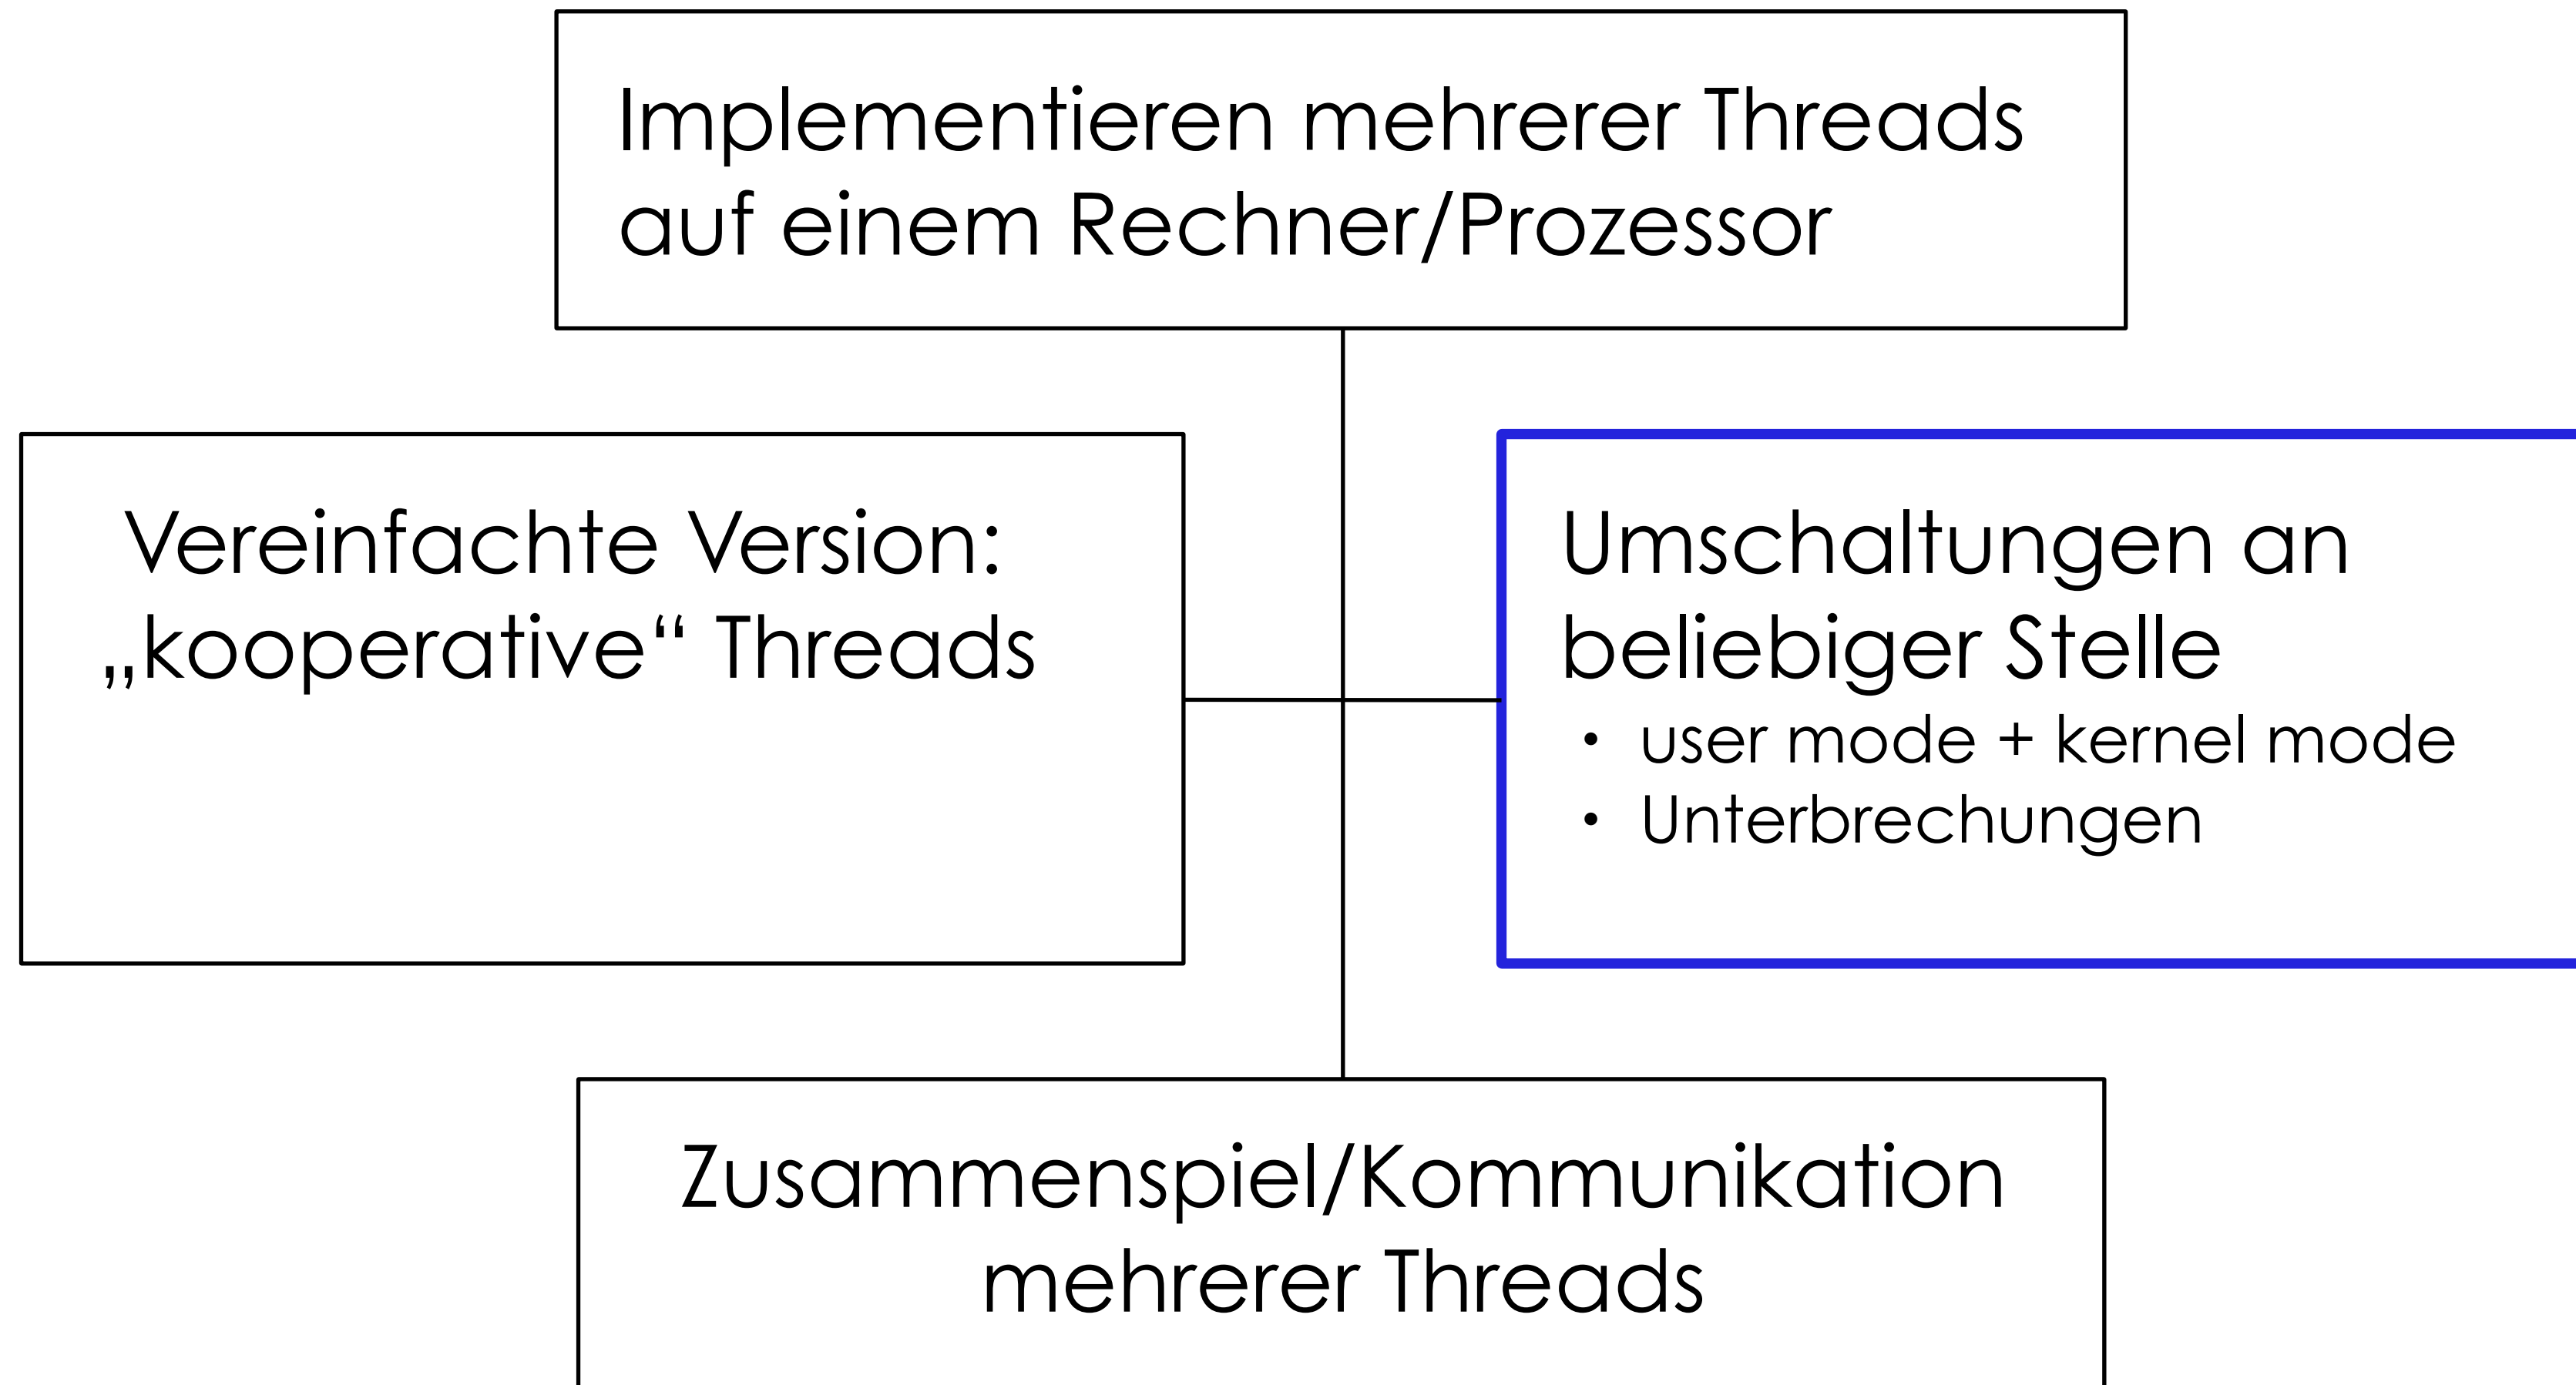 Implementieren mehrerer Threads
auf einem Rechner/Prozessor
Vereinfachte Version:
„kooperative“ Threads
Umschaltungen an
beliebiger Stelle
• user mode + kernel mode
• Unterbrechungen
Zusammenspiel/Kommunikation
mehrerer Threads